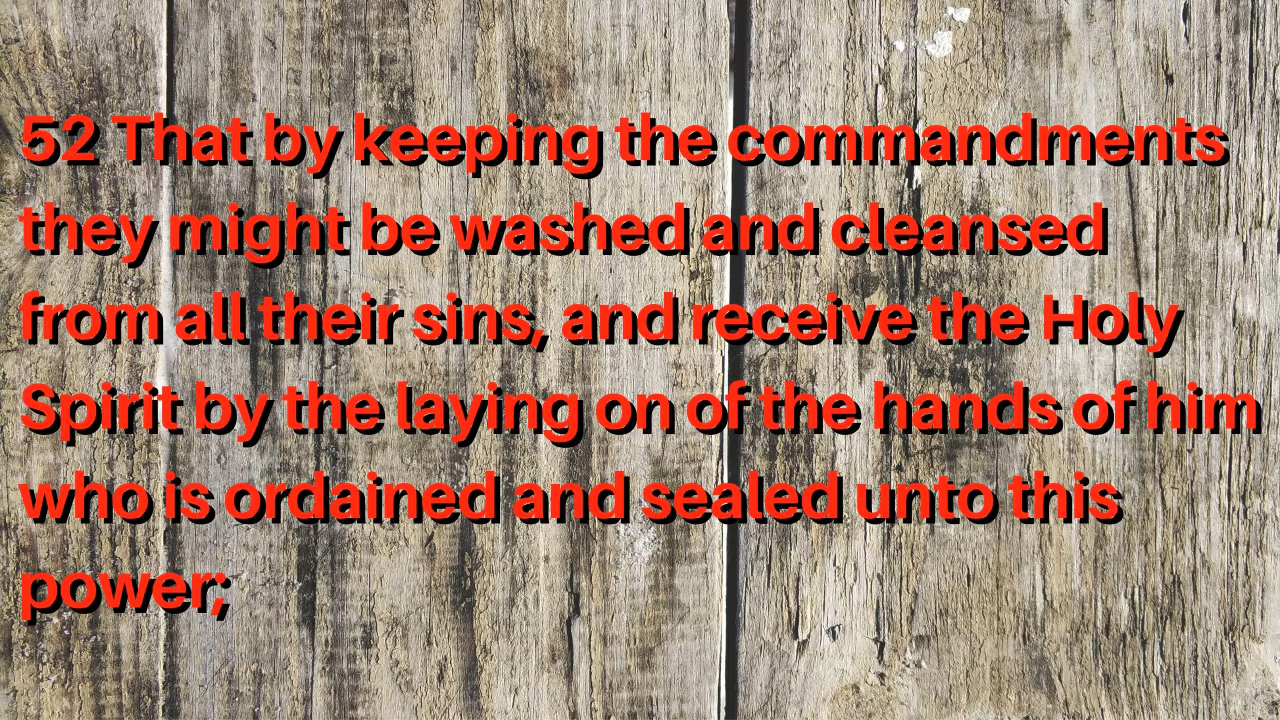 52 That by keeping the commandments
they might be washed and cleansed
from all their sins, and receive the Holy
Spirit by the laying on of the hands of him
who is ordained and sealed unto this
power;